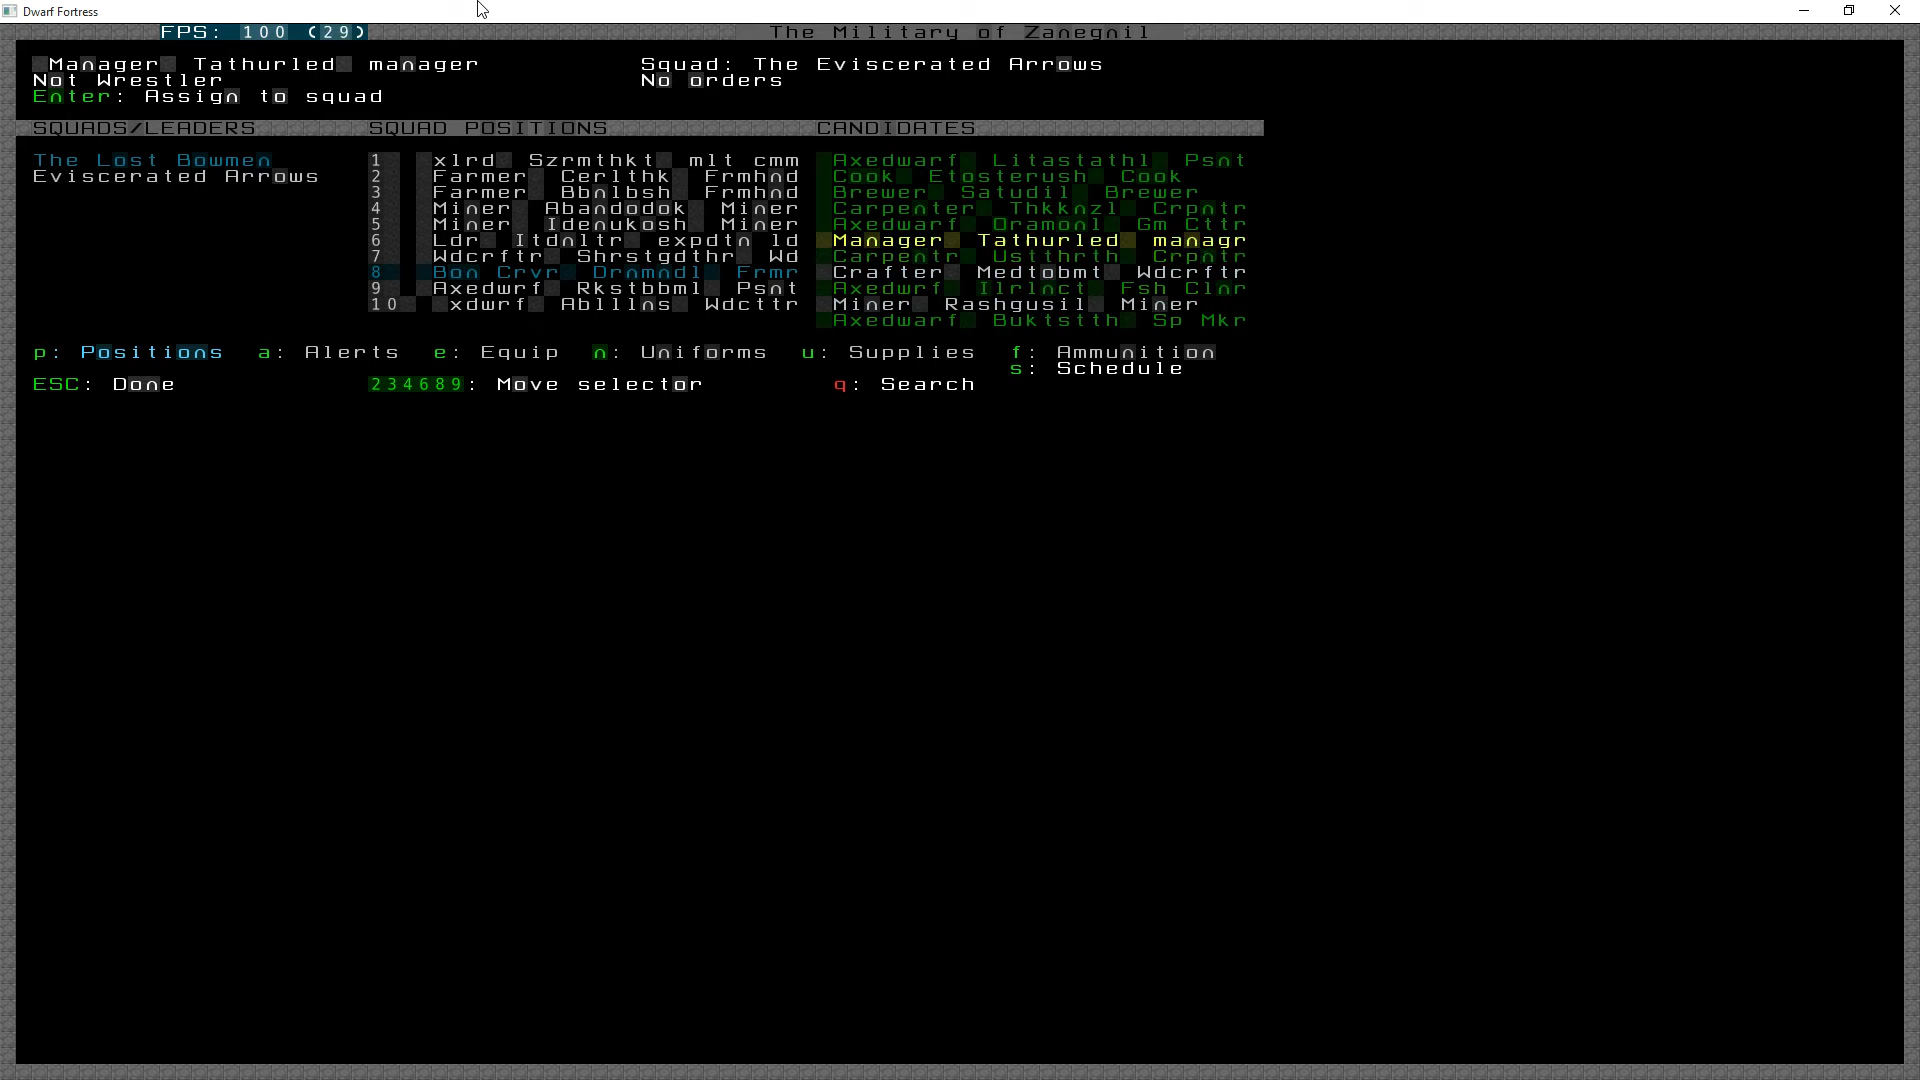 Dwarf Fortress
FPS: 100 (29) The Military of Zanegnil
Manager Tathurled manager Squad: The Eviscerated Arrows
Not Wrestler No orders
Enter: Assign to squad
SQUADS/LEADERS SQUAD POSITIONS CANDIDATES
The Lost Bowmen 1 xlrd Szrmthkt mlt cmm Axedwarf Litastathl Psnt
Eviscerated Arrows 2 Farmer Cerlthk Frmhnd Cook Etosterush Cook
3 Farmer Bbnlbsh Frmhnd Brewer Satudil Brewer
4 Miner Abandodok Miner Carpenter Thkknzl Crpntr
5 Miner Idenukosh Miner Axedwarf Oramonl Gm Cttr
6 Ldr Itdnltr expdtn ld Manager Tathurled managr
7 Wdcrftr Shrstgdthr Wd Carpentr Ustthrth Crpntr
8 Bon Crvr Drnmndl Frmr Crafter Medtobmt Wdcrftr
9 Axedwrf Rkstbbml Psnt Axedwrf Ilrlnct Fsh Clnr
10 xdwrf Ablllns Wdcttr Miner Rashgusil Miner
Axedwarf Buktstth Sp Mkr
p: Positions a: Alerts e: Equip n: Uniforms u: Supplies f: Ammunition
s: Schedule
ESC: Done 234689: Move selector q: Search